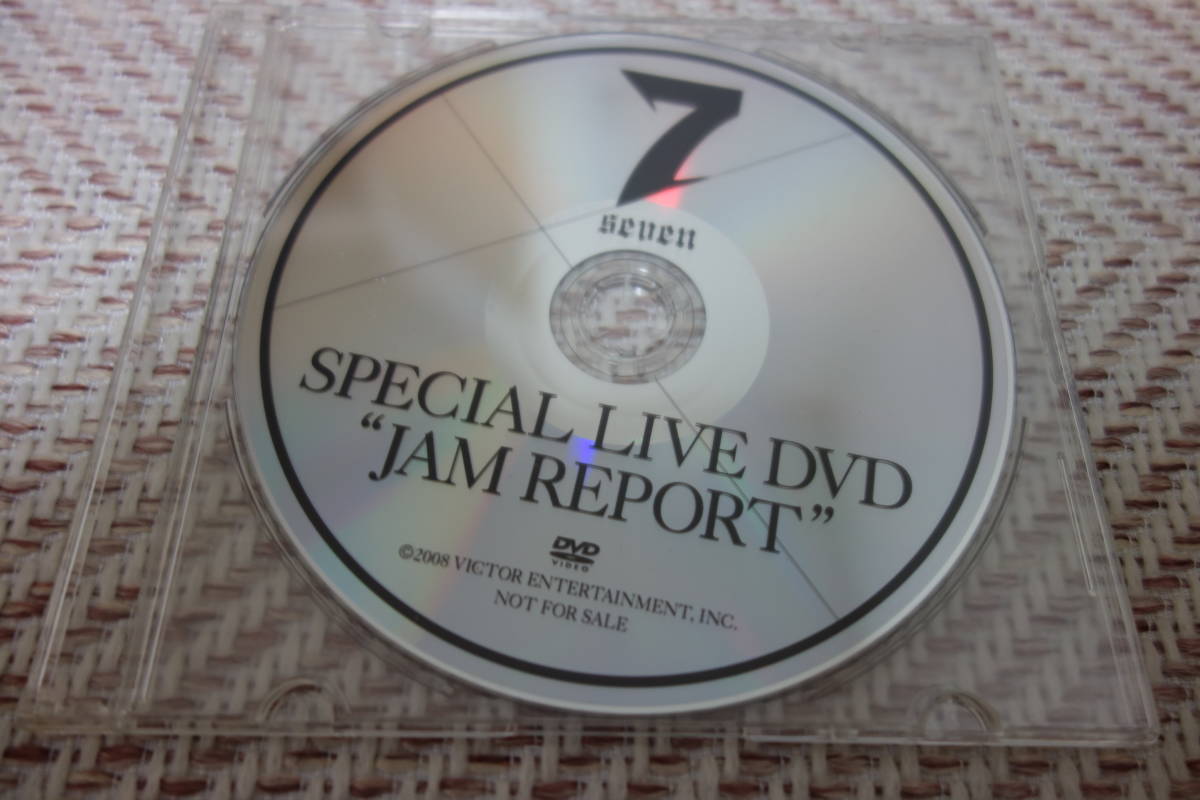 7
seven
SPECIAL LIVE DVD
“JAM REPORT”
DVD
VIDEO
©2008 VICTOR ENTERTAINMENT, INC.
NOT FOR SALE